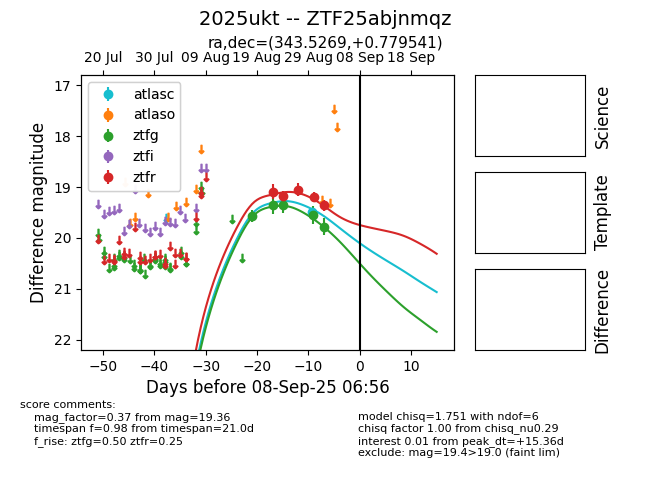 2025ukt -- ZTF25abjnmqz
ra,dec=(343.5269,+0.779541)
20 Jul 30 Jul 09 Aug 19 Aug 29 Aug 08 Sep 18 Sep
17
18
19
20
21
22
Difference magnitude
atlasc
atlaso
ztfg
ztfi
ztfr
−50 −40 −30 −20 −10 0 10
Days before 08-Sep-25 06:56
Science
Template
Difference
score comments:
mag_factor=0.37 from mag=19.36
timespan f=0.98 from timespan=21.0d
f_rise: ztfg=0.50 ztfr=0.25
model chisq=1.751 with ndof=6
chisq factor 1.00 from chisq_nu0.29
interest 0.01 from peak_dt=+15.36d
exclude: mag=19.4>19.0 (faint lim)